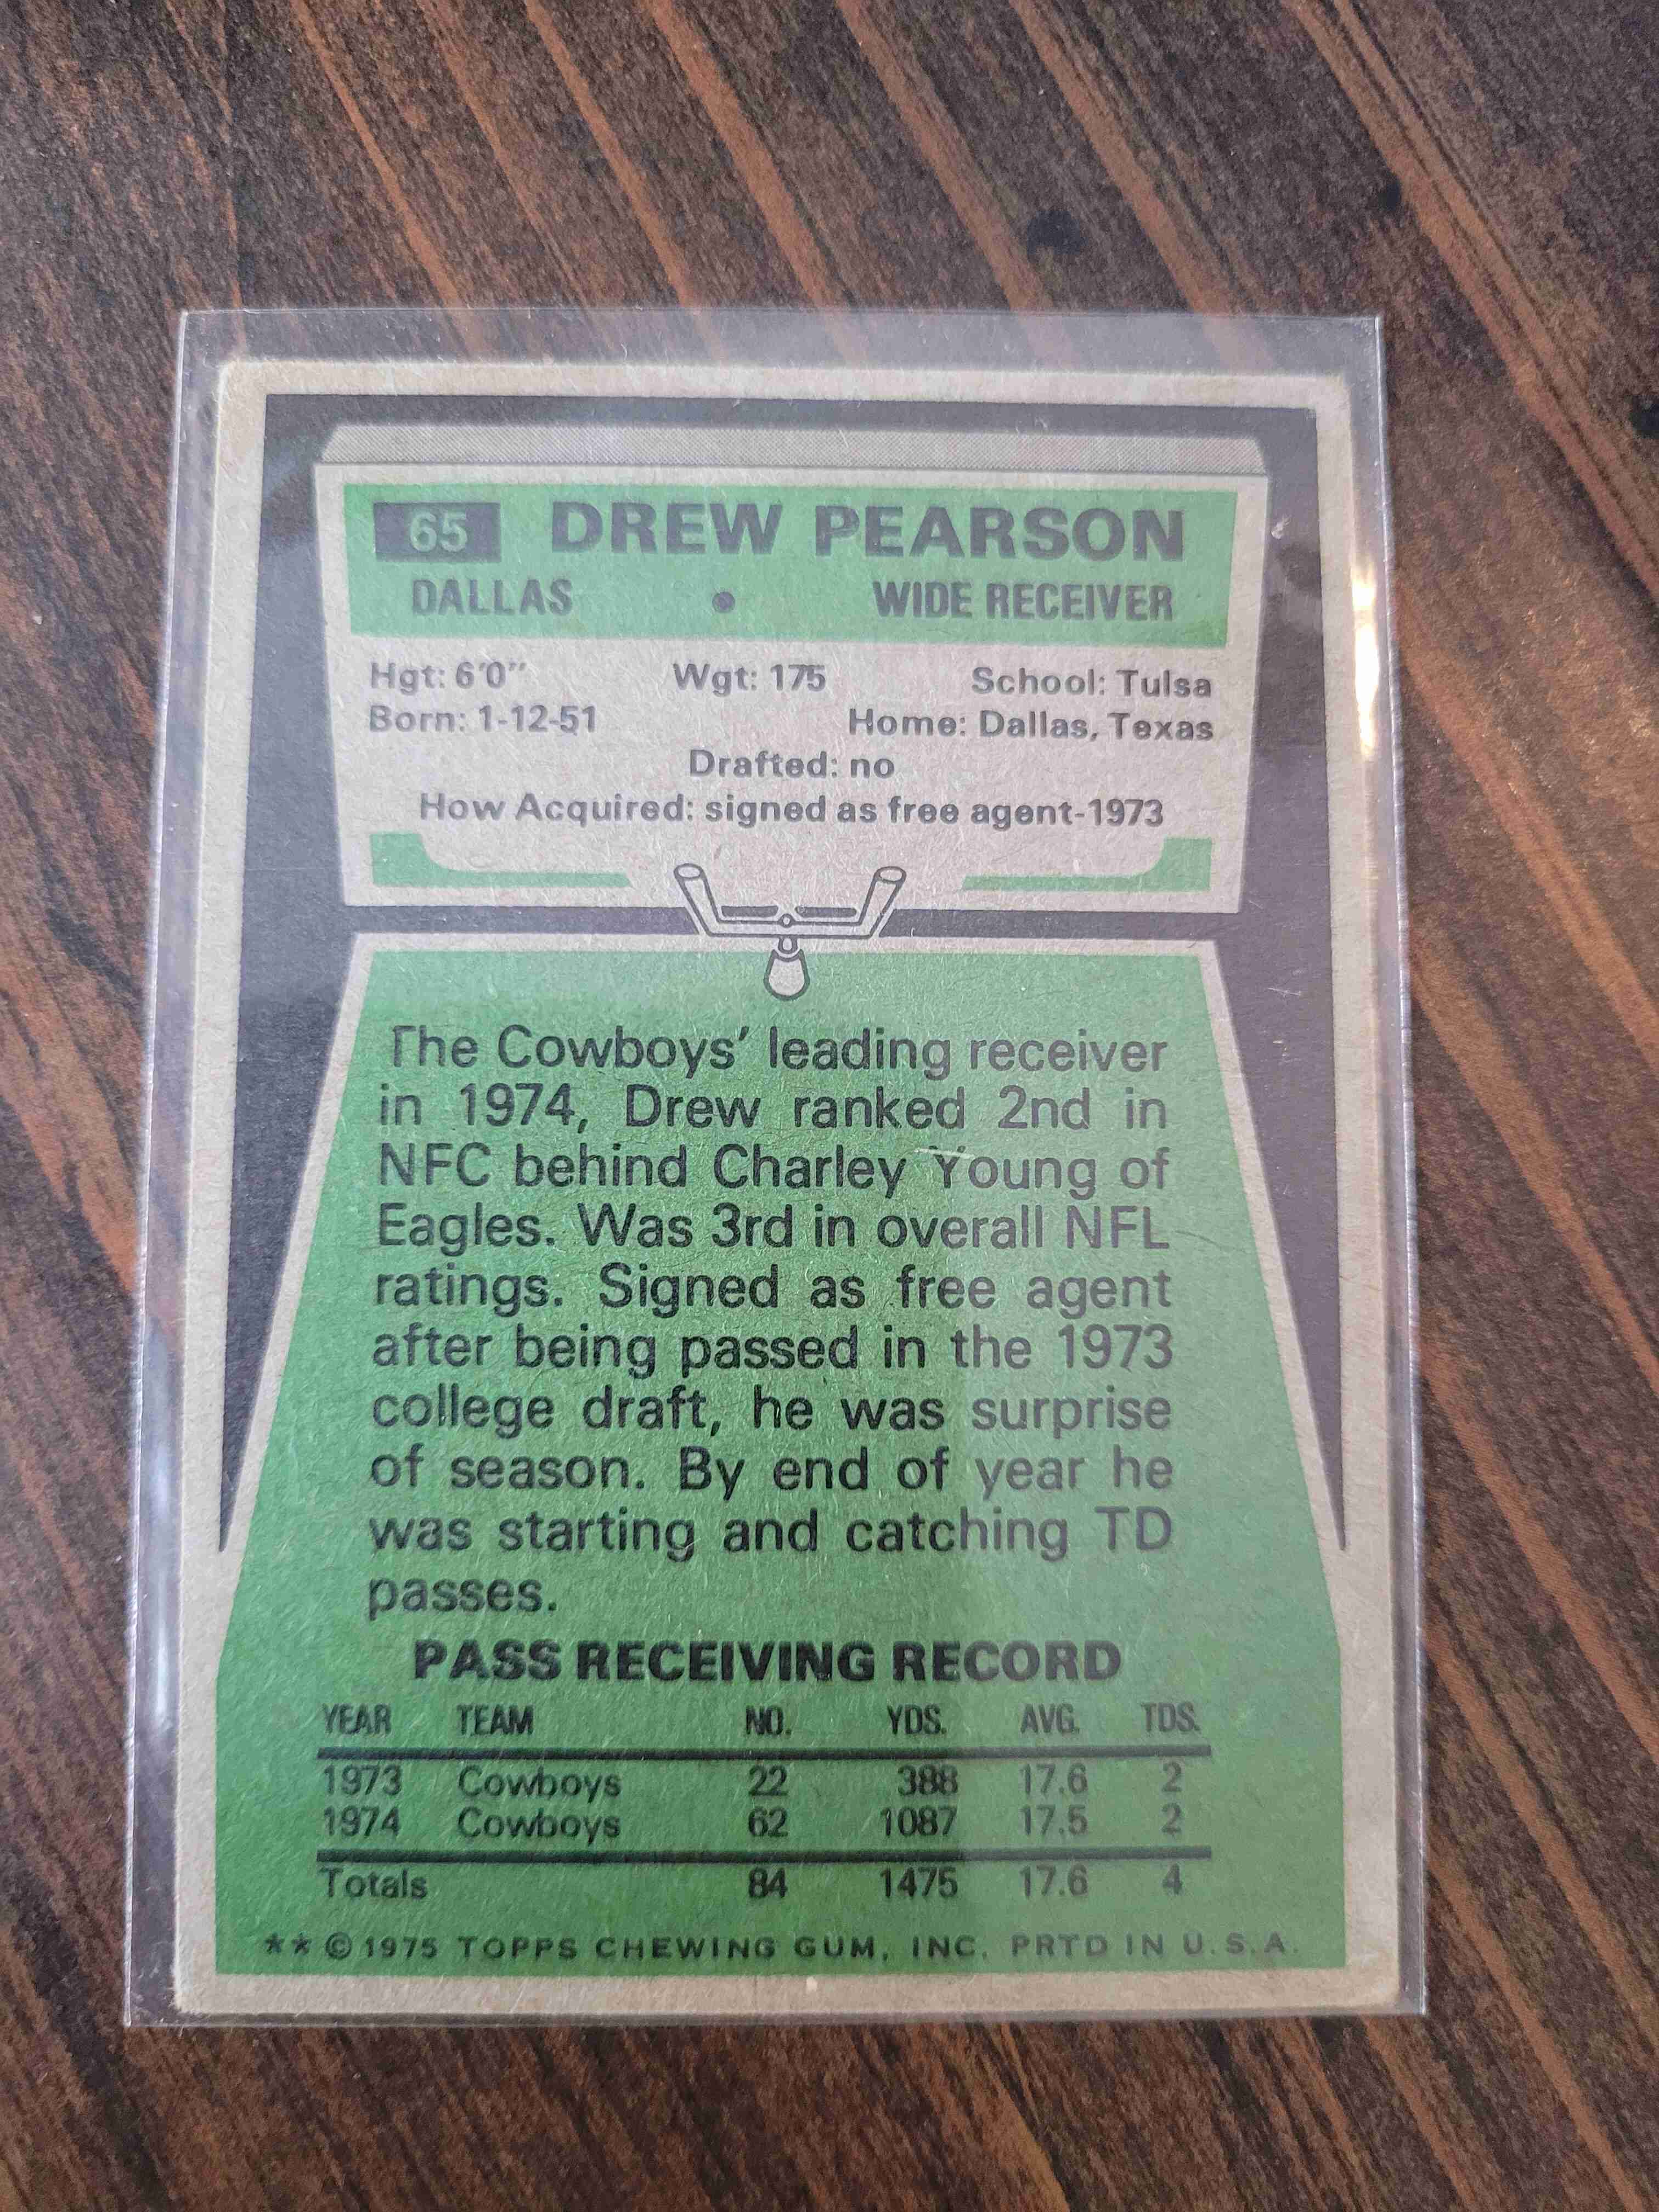 65 DREW PEARSON
DALLAS • WIDE RECEIVER
Hgt: 6'0" Wgt: 175 School: Tulsa
Born: 1-12-51 Home: Dallas, Texas
Drafted: no
How Acquired: signed as free agent-1973
The Cowboys' leading receiver
in 1974, Drew ranked 2nd in
NFC behind Charley Young of
Eagles. Was 3rd in overall NFL
ratings. Signed as free agent
after being passed in the 1973
college draft, he was surprise
of season. By end of year he
was starting and catching TD
passes.
PASS RECEIVING RECORD
YEAR TEAM NO. YDS. AVG. TDS.
1973 Cowboys 22 388 17.6 2
1974 Cowboys 62 1087 17.5 2
Totals 84 1475 17.6 4
** © 1975 TOPPS CHEWING GUM, INC. PRTD IN U.S.A.